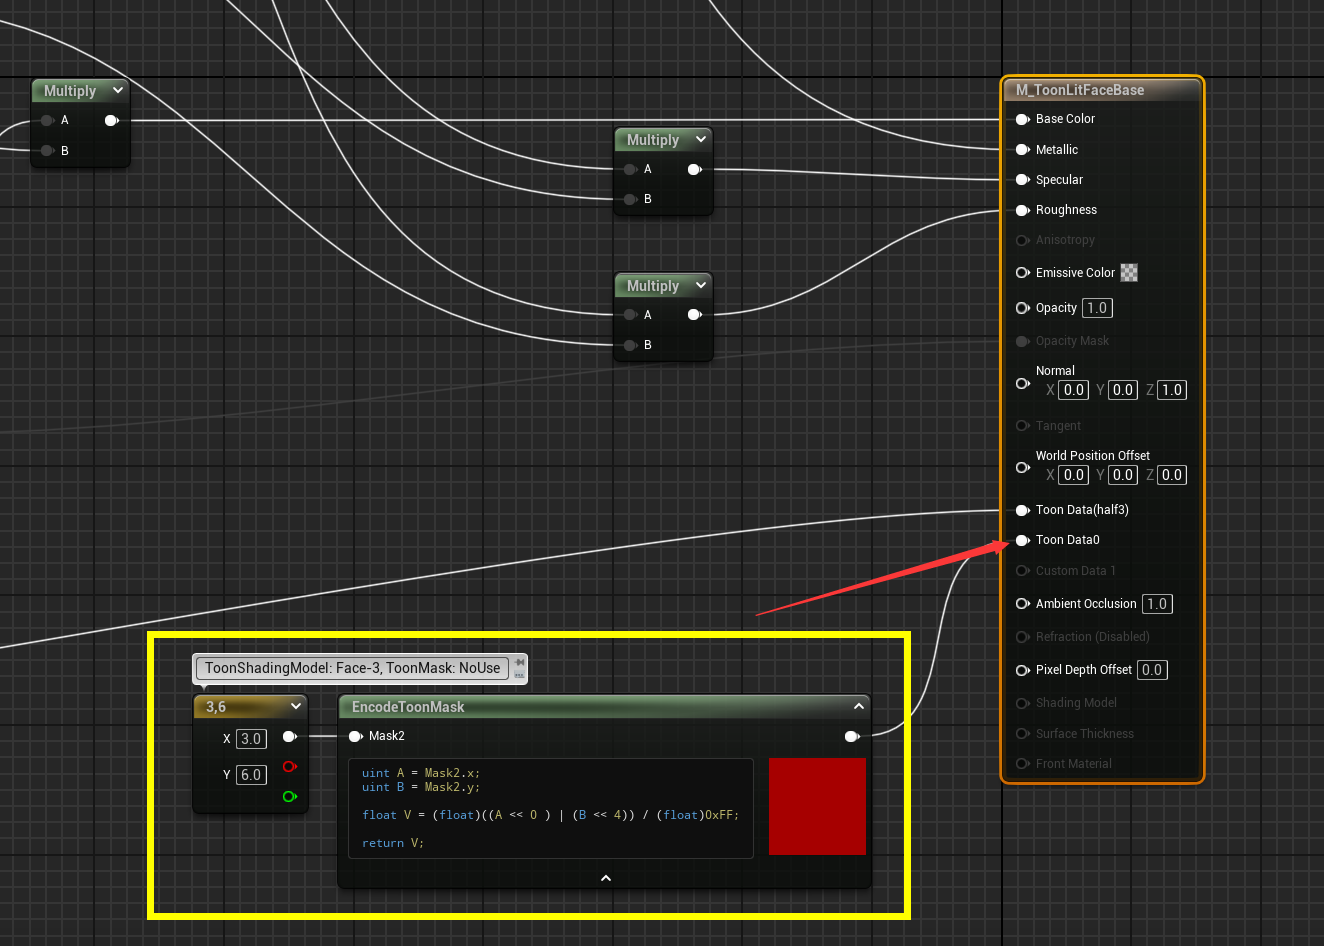 Multiply
A
B
Multiply
A
B
Multiply
A
B
M_ToonLitFaceBase
Base Color
Metallic
Specular
Roughness
Anisotropy
Emissive Color
Opacity 1.0
Opacity Mask
Normal
X 0.0 Y 0.0 Z 1.0
Tangent
World Position Offset
X 0.0 Y 0.0 Z 0.0
Toon Data(half3)
Toon Data0
Custom Data 1
Ambient Occlusion 1.0
Refraction (Disabled)
Pixel Depth Offset 0.0
Shading Model
Surface Thickness
Front Material
ToonShadingModel: Face-3, ToonMask: NoUse
3,6
X 3.0
Y 6.0
EncodeToonMask
Mask2
uint A = Mask2.x;
uint B = Mask2.y;
float V = (float)((A << 0 ) | (B << 4)) / (float)0xFF;
return V;